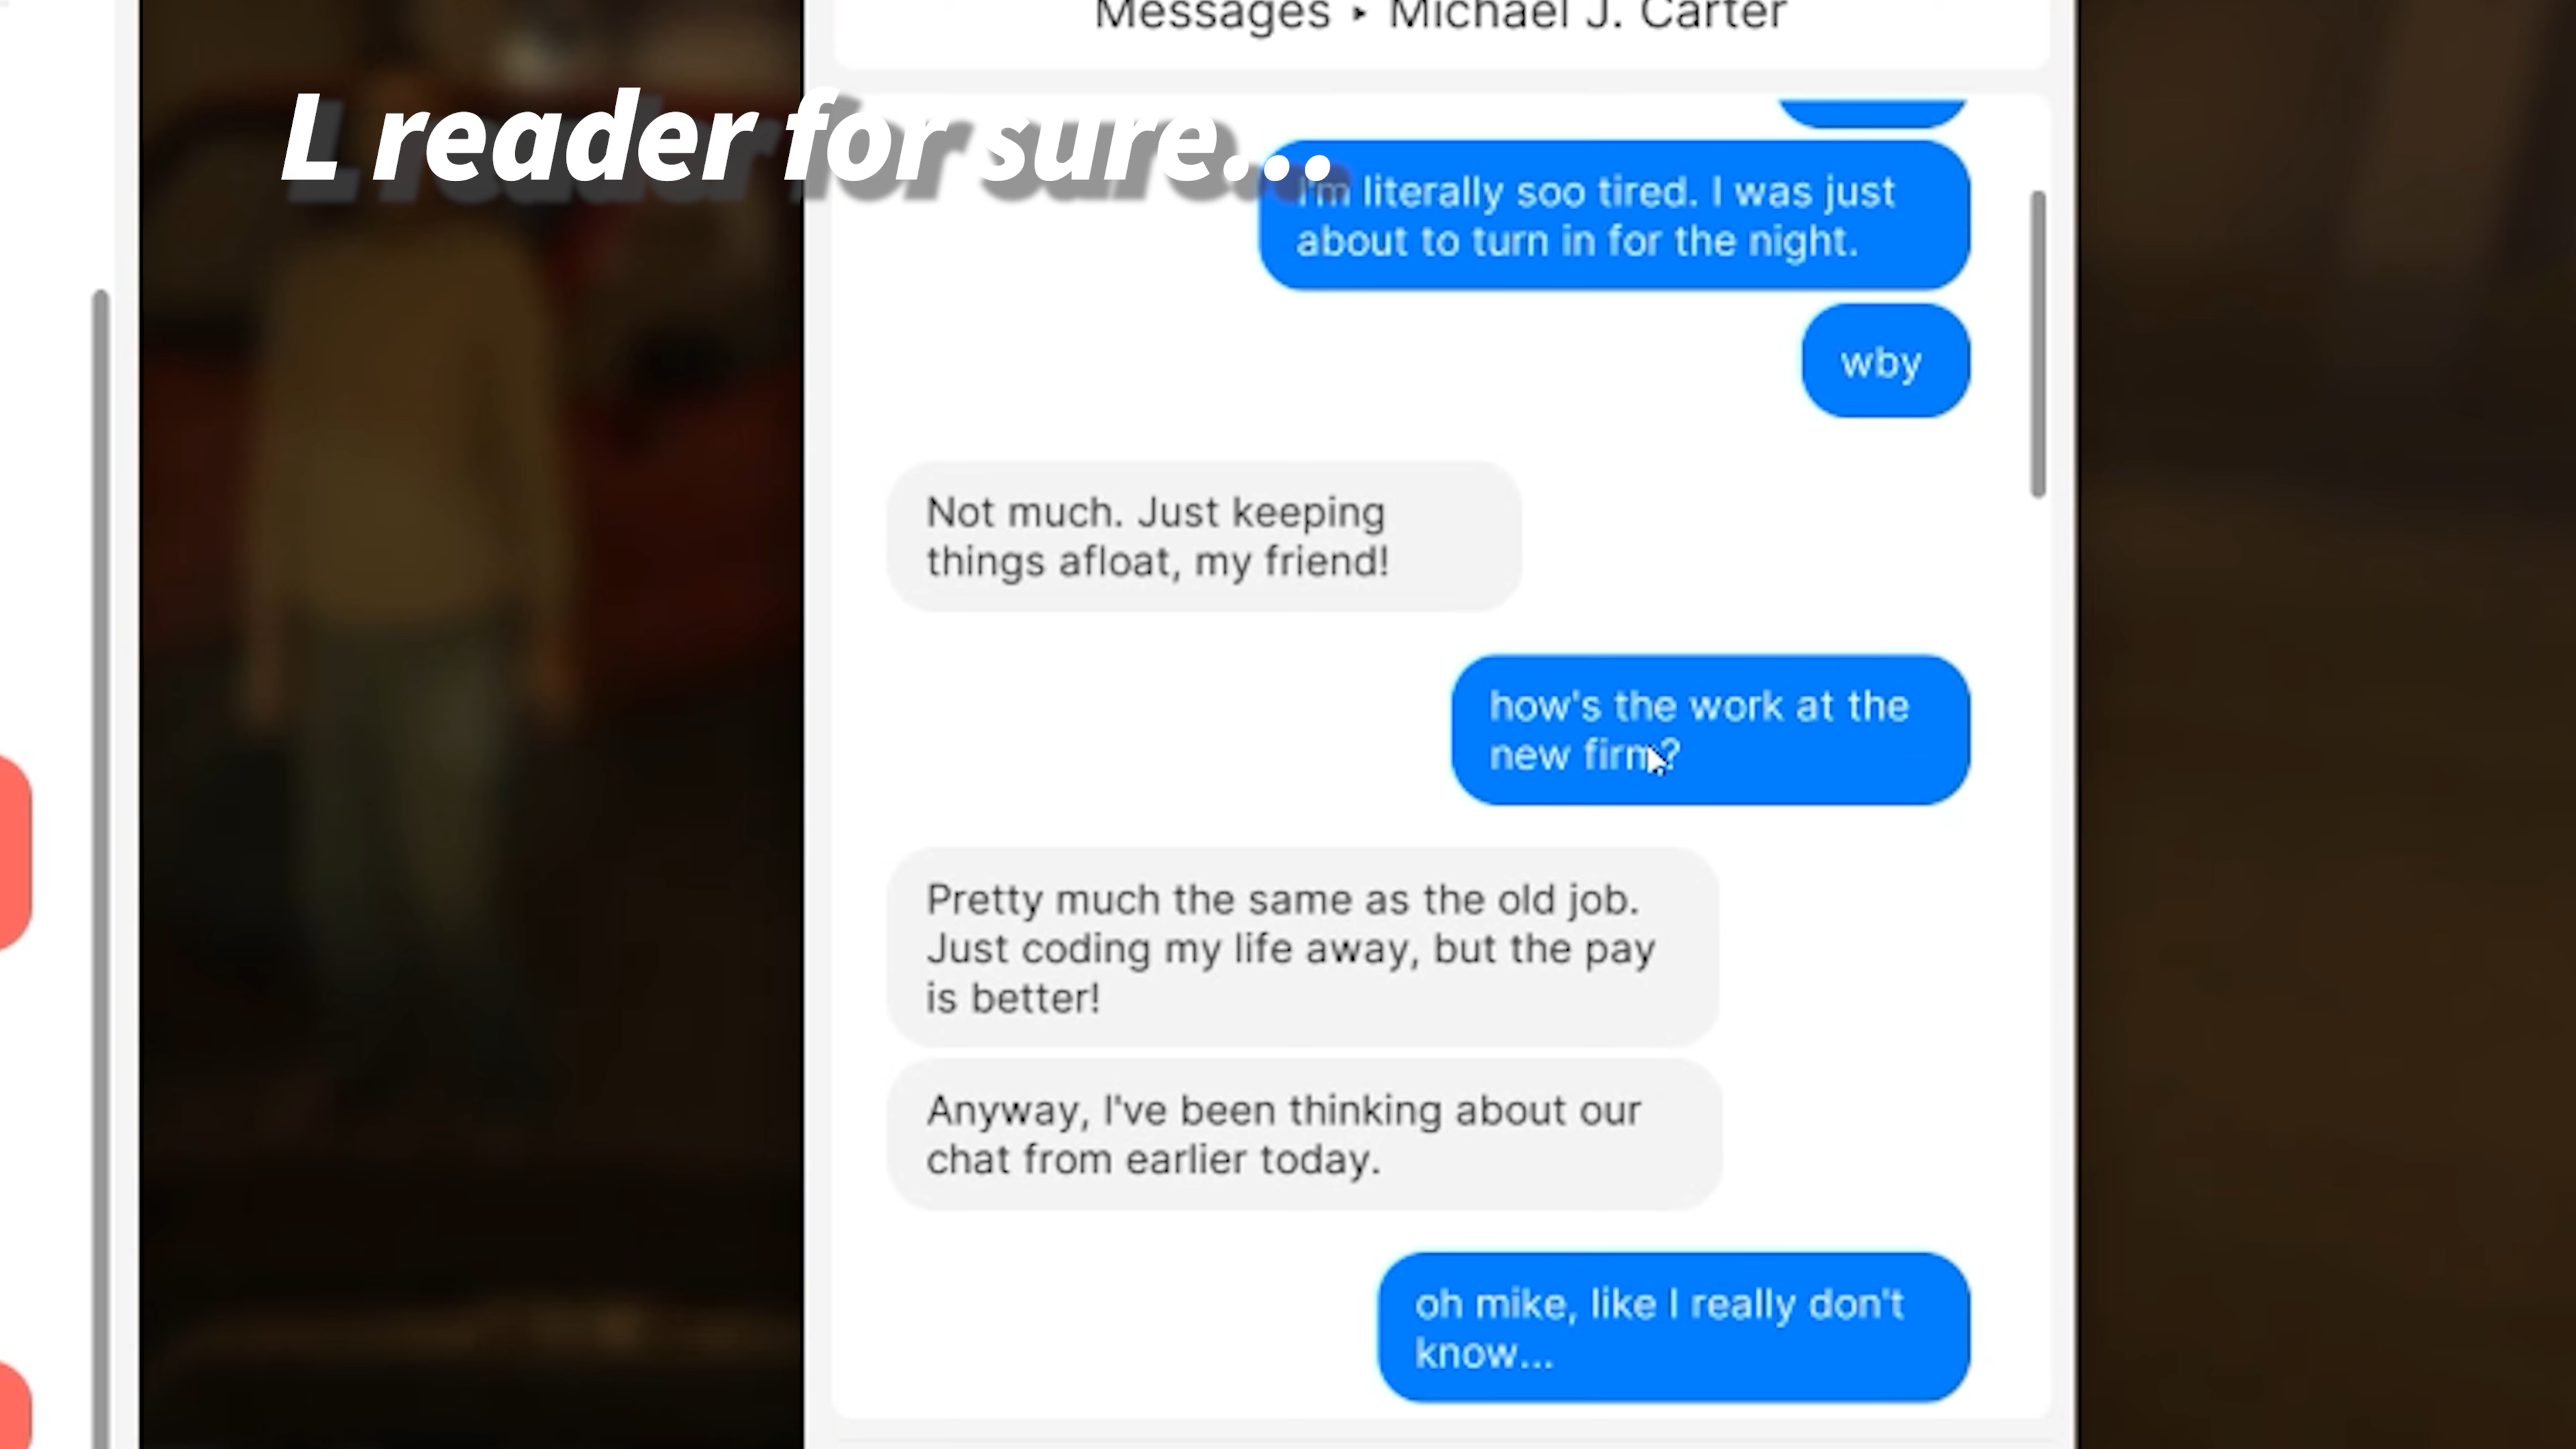 Messages ▸ Michael J. Carter
L reader for sure...
I'm literally soo tired. I was just
about to turn in for the night.
wby
Not much. Just keeping
things afloat, my friend!
how's the work at the
new firm?
Pretty much the same as the old job.
Just coding my life away, but the pay
is better!
Anyway, I've been thinking about our
chat from earlier today.
oh mike, like I really don't
know...